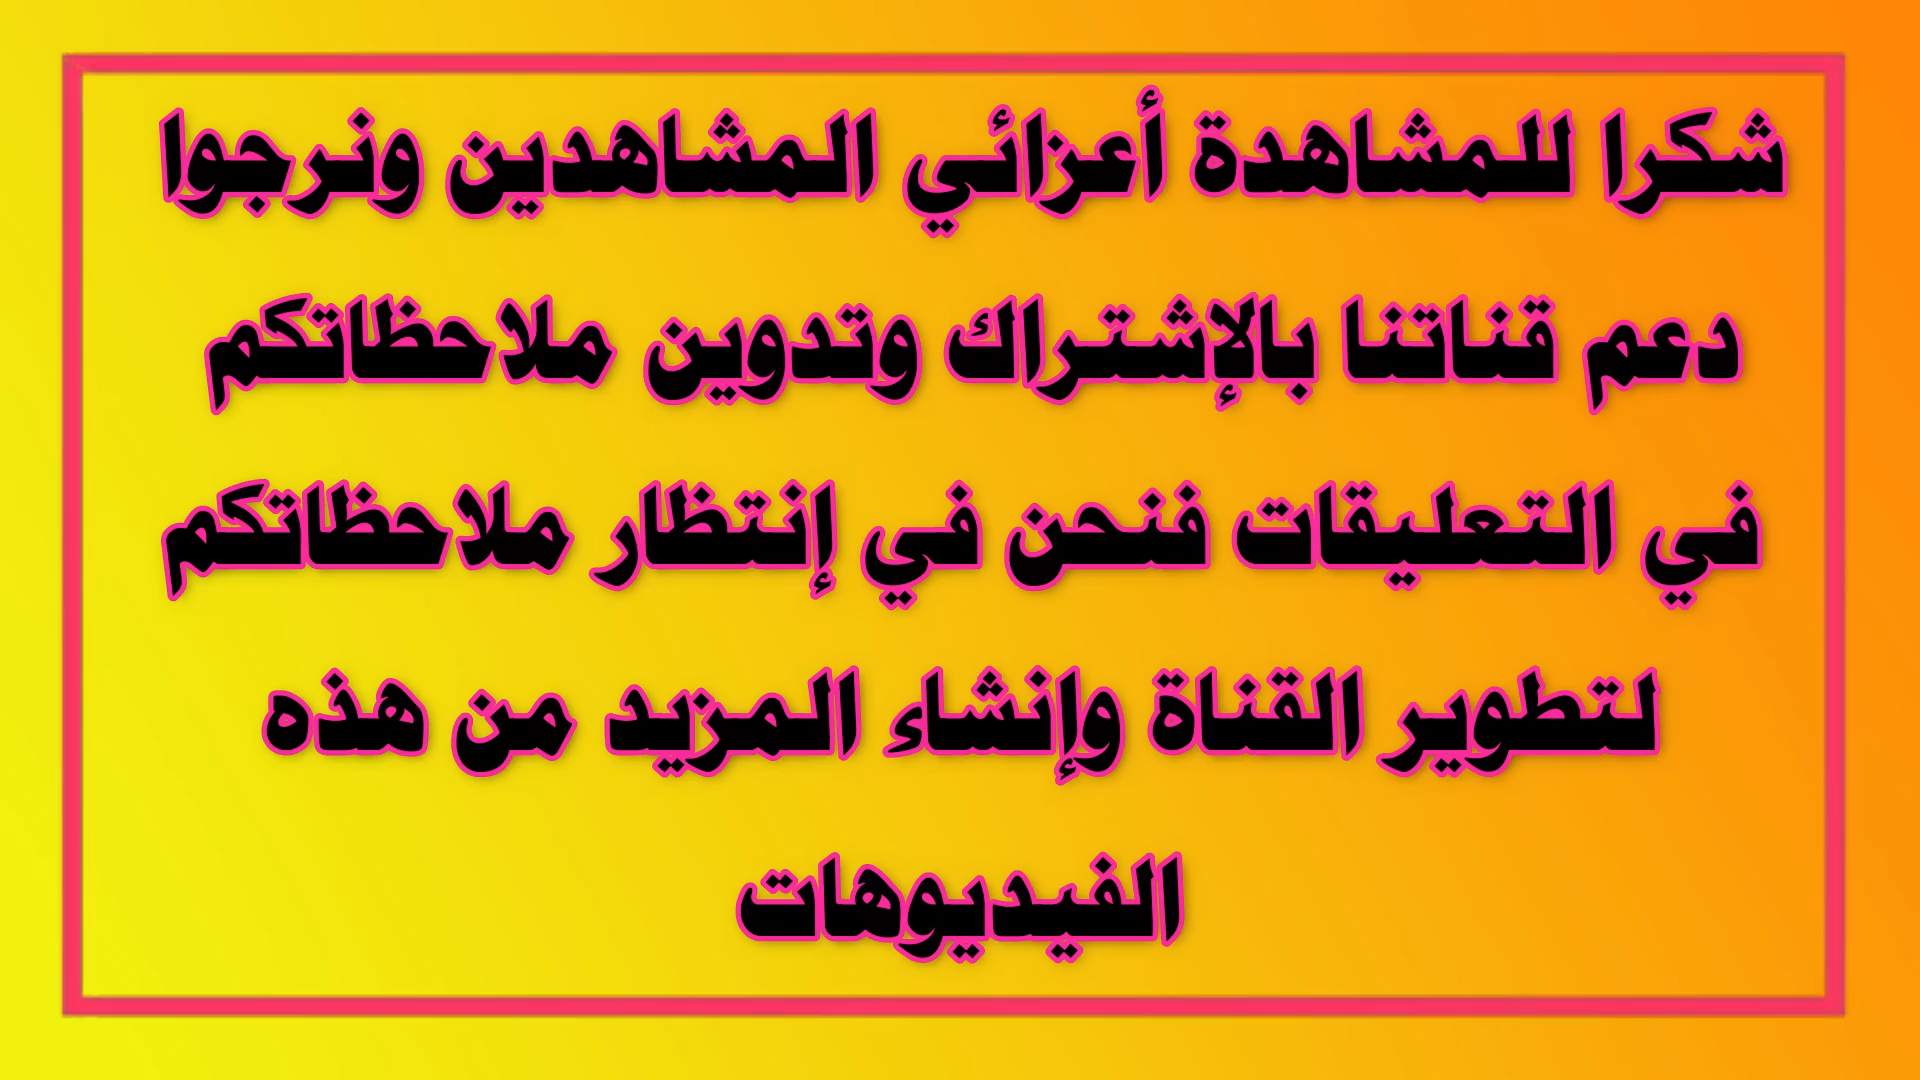 شكرا للمشاهدة أعزائي المشاهدين ونرجوا
دعم قناتنا بالإشتراك وتدوين ملاحظاتكم
في التعليقات فنحن في إنتظار ملاحظاتكم
لتطوير القناة وإنشاء المزيد من هذه
الفيديوهات